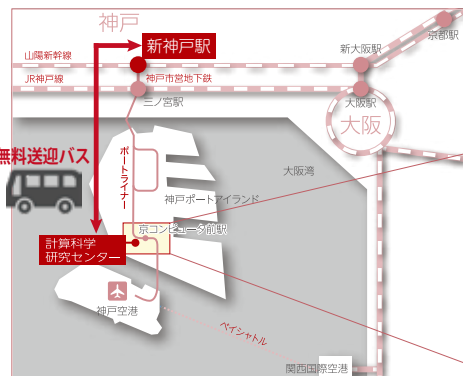 神戸
新神戸駅
京都駅
新大阪駅
山陽新幹線
JR神戸線
神戸市営地下鉄
三ノ宮駅
大阪駅
大阪
無料送迎バス
ポートライナー
大阪湾
神戸ポートアイランド
京コンピュータ前駅
計算科学
研究センター
神戸空港
ベイシャトル
関西国際空港